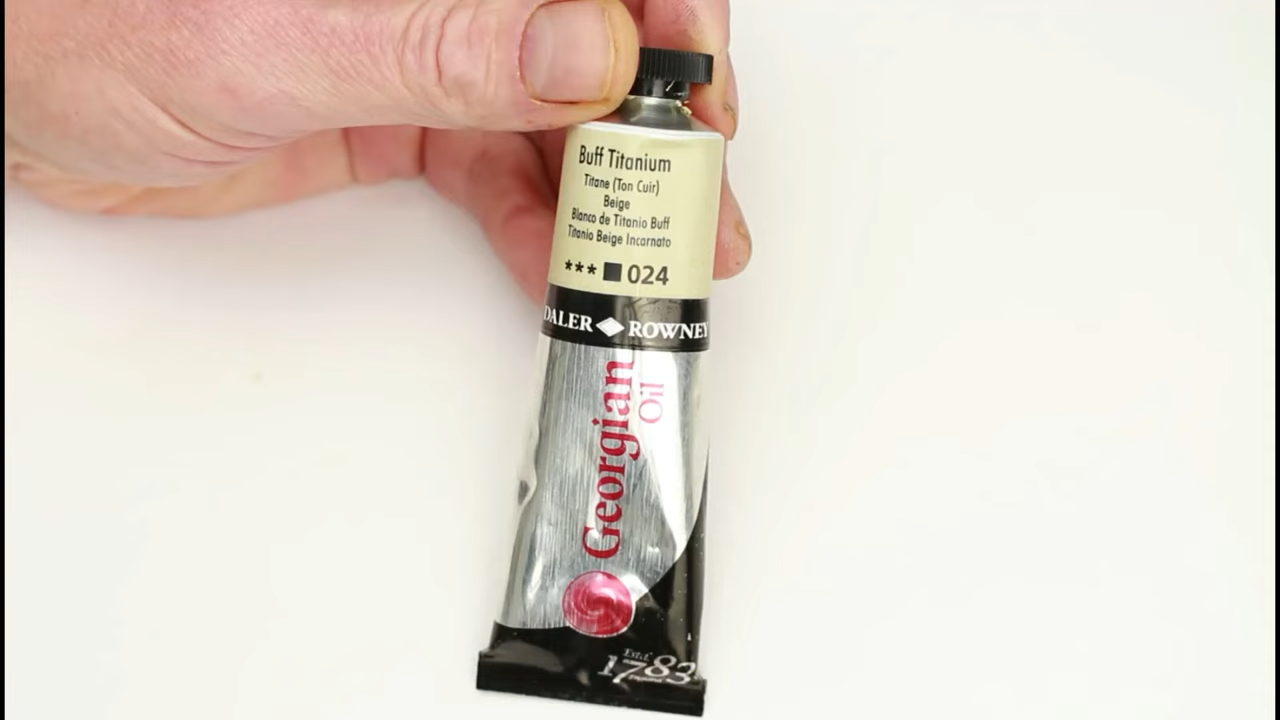 Buff Titanium
Titane (Ton Cuir)
Beige
Blanco de Titanio Buff
Titanio Beige Incarnato
*** ■ 024
DALER ROWNEY
Georgian
Oil
Estd.
1783